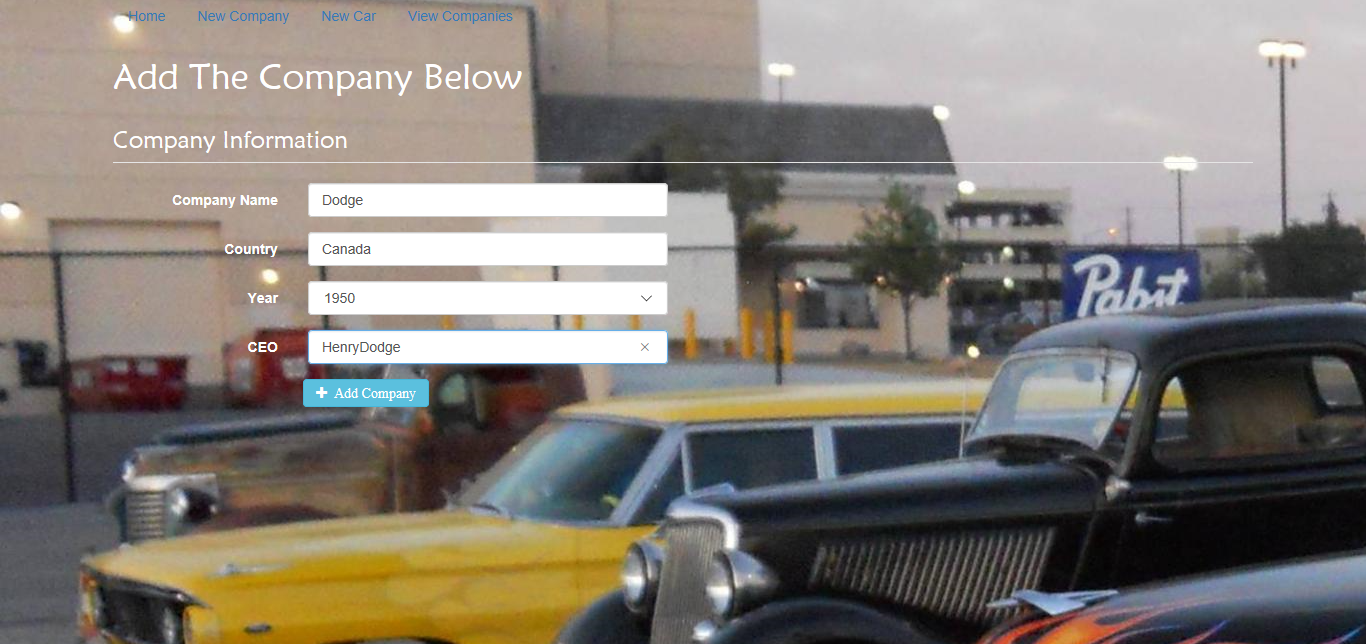 Home New Company New Car View Companies
Add The Company Below
Company Information
Company Name Dodge
Country Canada
Year 1950
CEO HenryDodge
Add Company
Pabst